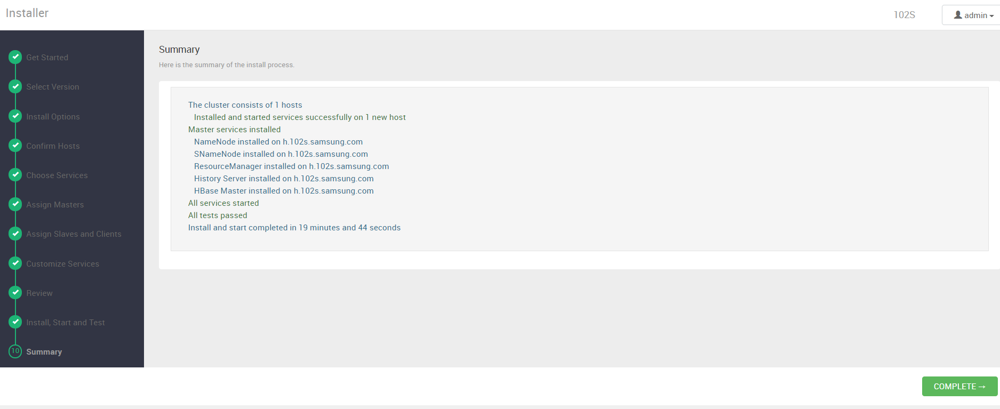 Installer
102S
admin
Get Started
Select Version
Install Options
Confirm Hosts
Choose Services
Assign Masters
Assign Slaves and Clients
Customize Services
Review
Install, Start and Test
10 Summary
Summary
Here is the summary of the install process.
The cluster consists of 1 hosts
Installed and started services successfully on 1 new host
Master services installed
NameNode installed on h.102s.samsung.com
SNameNode installed on h.102s.samsung.com
ResourceManager installed on h.102s.samsung.com
History Server installed on h.102s.samsung.com
HBase Master installed on h.102s.samsung.com
All services started
All tests passed
Install and start completed in 19 minutes and 44 seconds
COMPLETE →